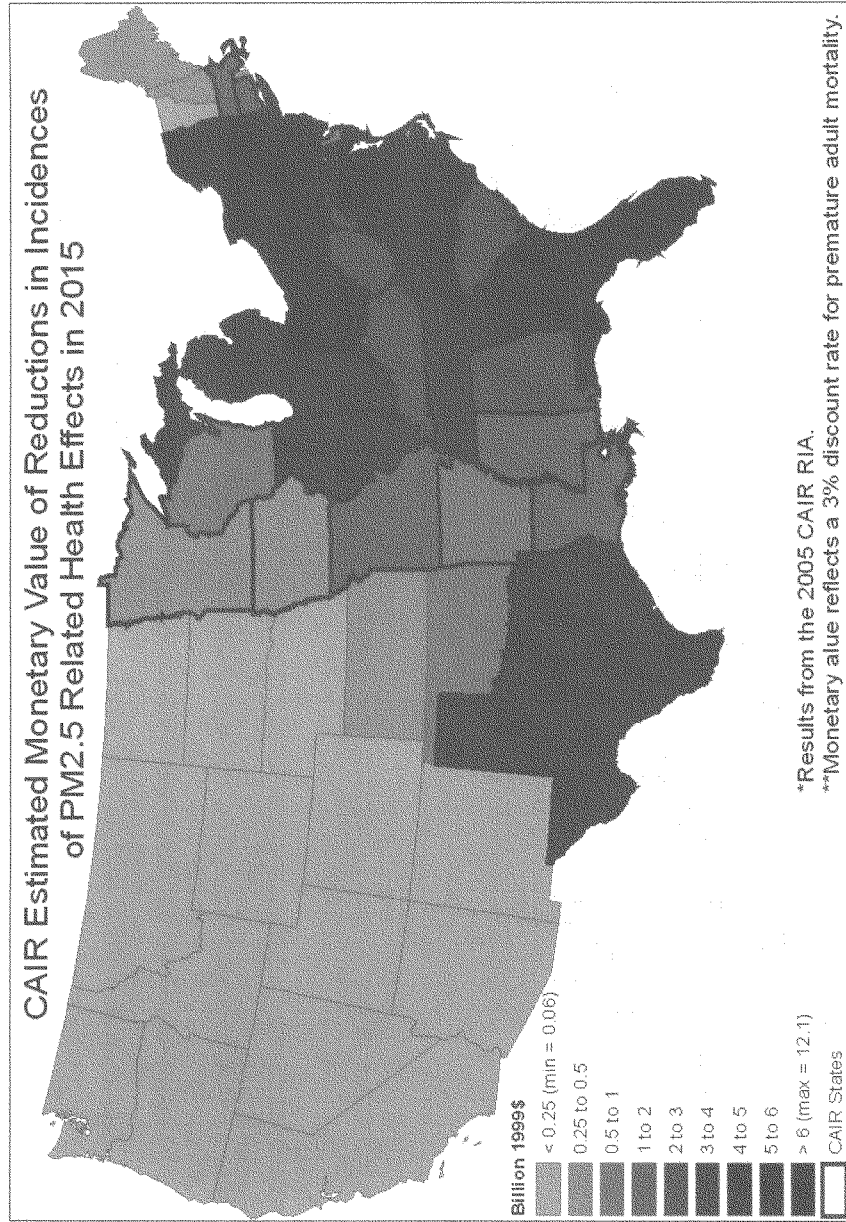 CAIR Estimated Monetary Value of Reductions in Incidences
of PM2.5 Related Health Effects in 2015
Billion 1999$
< 0.25 (min = 0.06)
0.25 to 0.5
0.5 to 1
1 to 2
2 to 3
3 to 4
4 to 5
5 to 6
> 6 (max = 12.1)
CAIR States
*Results from the 2005 CAIR RIA.
**Monetary alue reflects a 3% discount rate for premature adult mortality.